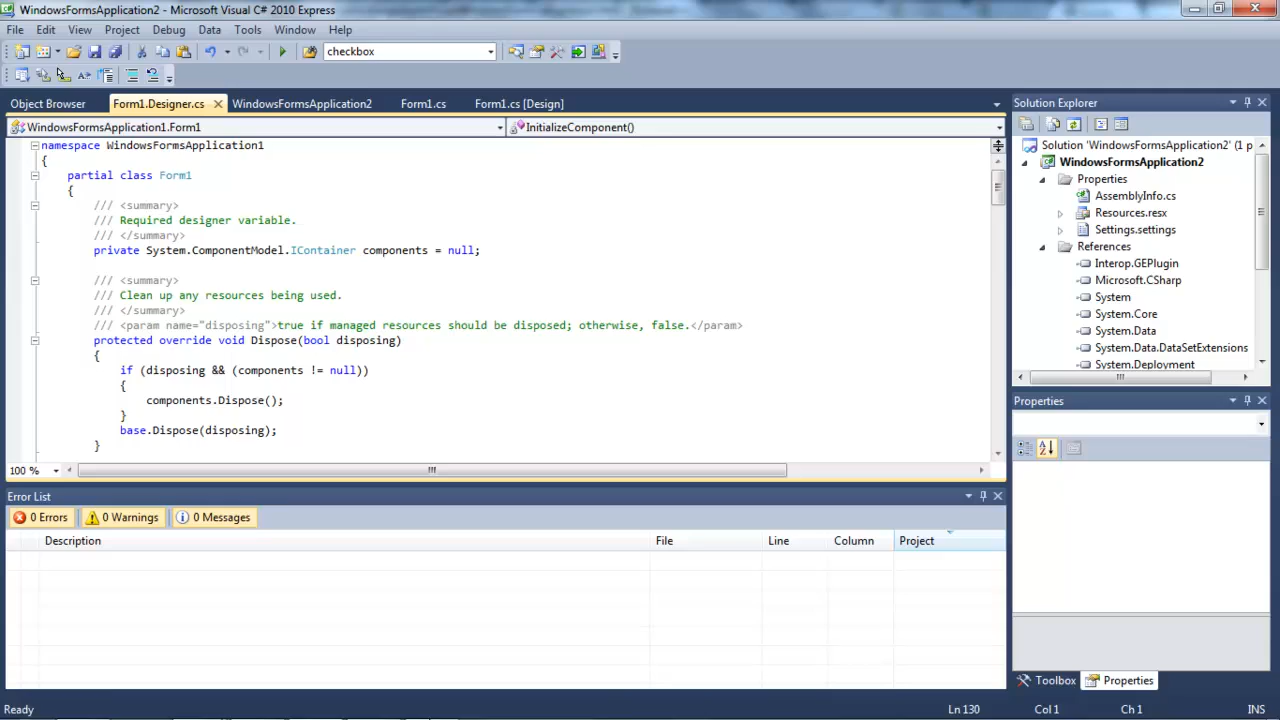 WindowsFormsApplication2 - Microsoft Visual C# 2010 Express
File Edit View Project Debug Data Tools Window Help
checkbox
Object Browser Form1.Designer.cs WindowsFormsApplication2 Form1.cs Form1.cs [Design]
WindowsFormsApplication1.Form1 InitializeComponent()
namespace WindowsFormsApplication1
{
partial class Form1
{
/// <summary>
/// Required designer variable.
/// </summary>
private System.ComponentModel.IContainer components = null;
/// <summary>
/// Clean up any resources being used.
/// </summary>
/// <param name="disposing">true if managed resources should be disposed; otherwise, false.</param>
protected override void Dispose(bool disposing)
{
if (disposing && (components != null))
{
components.Dispose();
}
base.Dispose(disposing);
}
100 %
Error List
0 Errors 0 Warnings 0 Messages
Description File Line Column Project
Solution Explorer
Solution 'WindowsFormsApplication2' (1 p
WindowsFormsApplication2
Properties
AssemblyInfo.cs
Resources.resx
Settings.settings
References
Interop.GEPlugin
Microsoft.CSharp
System
System.Core
System.Data
System.Data.DataSetExtensions
System.Deployment
Properties
Toolbox Properties
Ready Ln 130 Col 1 Ch 1 INS